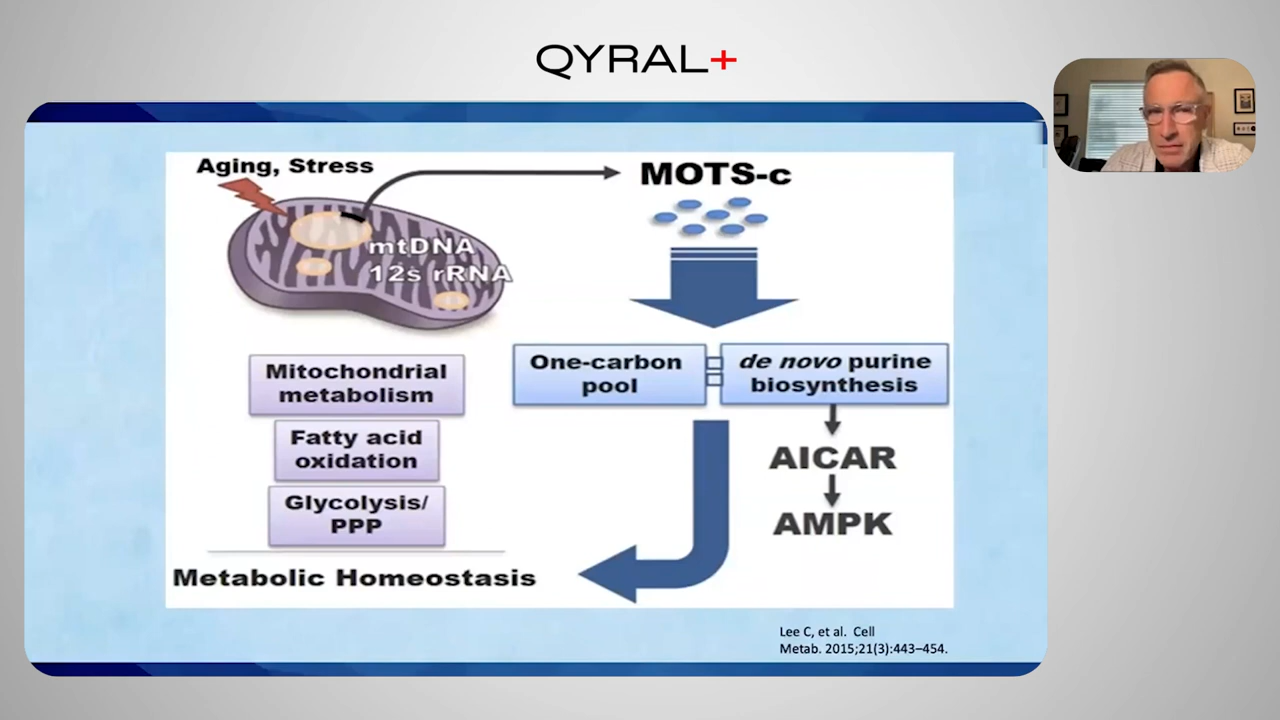 QYRAL+
Aging, Stress
MOTS-c
mtDNA
12s rRNA
Mitochondrial
metabolism
Fatty acid
oxidation
Glycolysis/
PPP
Metabolic Homeostasis
One-carbon
pool
de novo purine
biosynthesis
AICAR
AMPK
Lee C, et al. Cell
Metab. 2015;21(3):443–454.